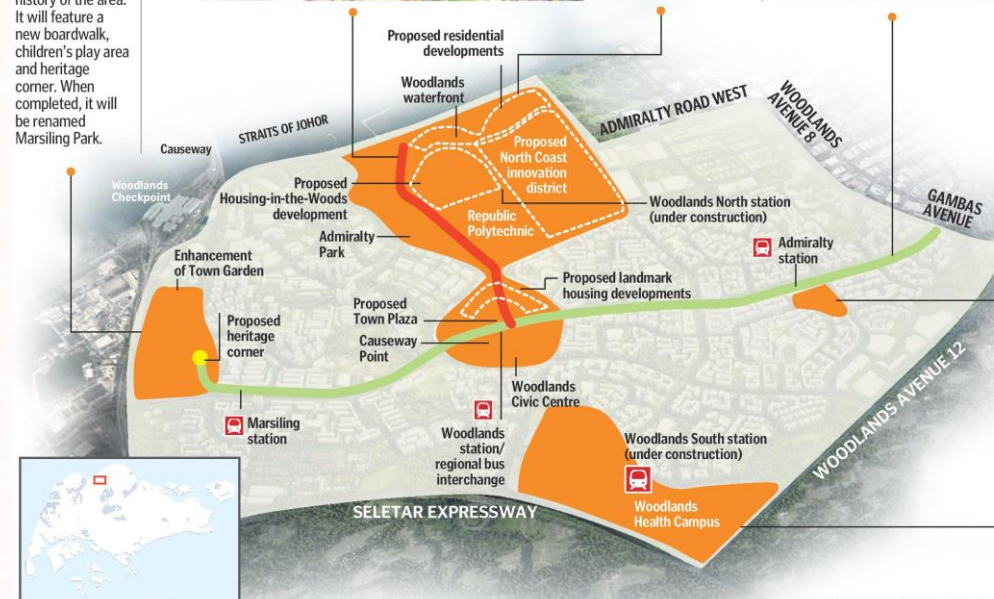 history of the area.
It will feature a
new boardwalk,
children's play area
and heritage
corner. When
completed, it will
be renamed
Marsiling Park.
Proposed residential
developments
Woodlands
waterfront
STRAITS OF JOHOR
ADMIRALTY ROAD WEST
WOODLANDS
AVENUE 8
Causeway
Woodlands
Checkpoint
Proposed
North Coast
innovation
district
Proposed
Housing-in-the-Woods
development
Woodlands North station
(under construction)
GAMBAS
AVENUE
Republic
Polytechnic
Admiralty
Park
Admiralty
station
Enhancement
of Town Garden
Proposed landmark
housing developments
Proposed
Town Plaza
Proposed
heritage
corner
Causeway
Point
Woodlands
Civic Centre
WOODLANDS AVENUE 12
Marsiling
station
Woodlands
station/
regional bus
interchange
Woodlands South station
(under construction)
Woodlands
Health Campus
SELETAR EXPRESSWAY